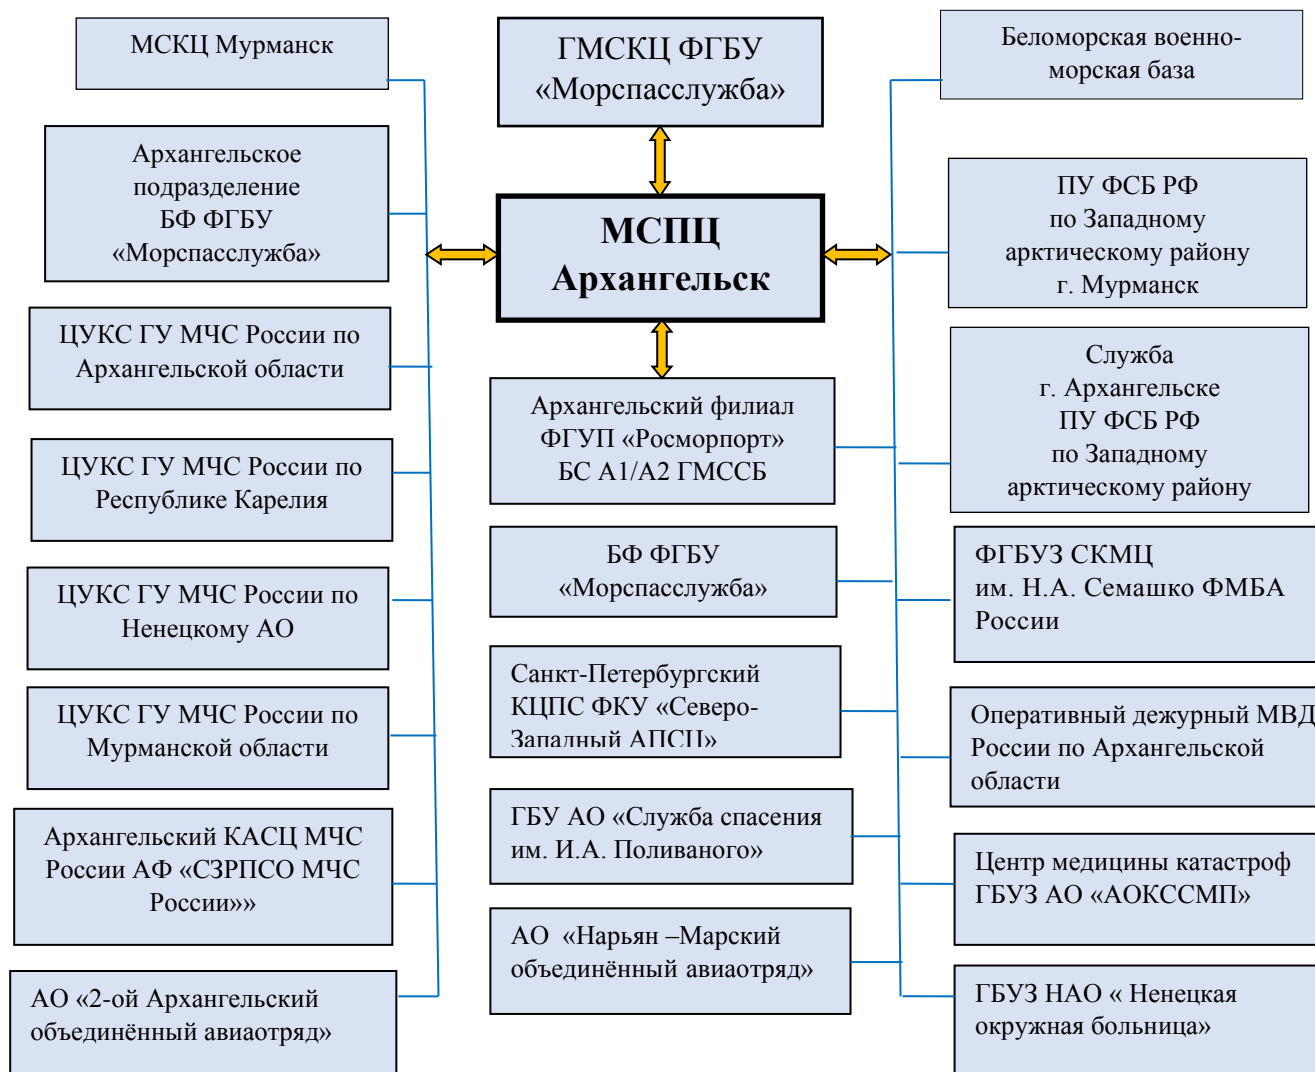 МСКЦ Мурманск
ГМСКЦ ФГБУ
«Морспасслужба»
Беломорская военно-
морская база
Архангельское
подразделение
БФ ФГБУ
«Морспасслужба»
МСПЦ
Архангельск
ПУ ФСБ РФ
по Западному
арктическому району
г. Мурманск
ЦУКС ГУ МЧС России по
Архангельской области
Архангельский филиал
ФГУП «Росморпорт»
БС А1/А2 ГМССБ
Служба
г. Архангельске
ПУ ФСБ РФ
по Западному
арктическому району
ЦУКС ГУ МЧС России по
Республике Карелия
БФ ФГБУ
«Морспасслужба»
ФГБУЗ СКМЦ
им. Н.А. Семашко ФМБА
России
ЦУКС ГУ МЧС России по
Ненецкому АО
Санкт-Петербургский
КЦПС ФКУ «Северо-
Западный АПСЦ»
Оперативный дежурный МВД
России по Архангельской
области
ЦУКС ГУ МЧС России по
Мурманской области
ГБУ АО «Служба спасения
им. И.А. Поливаного»
Центр медицины катастроф
ГБУЗ АО «АОКССМП»
Архангельский КАСЦ МЧС
России АФ «СЗРПСО МЧС
России»»
АО «Нарьян –Марский
объединённый авиаотряд»
ГБУЗ НАО « Ненецкая
окружная больница»
АО «2-ой Архангельский
объединённый авиаотряд»